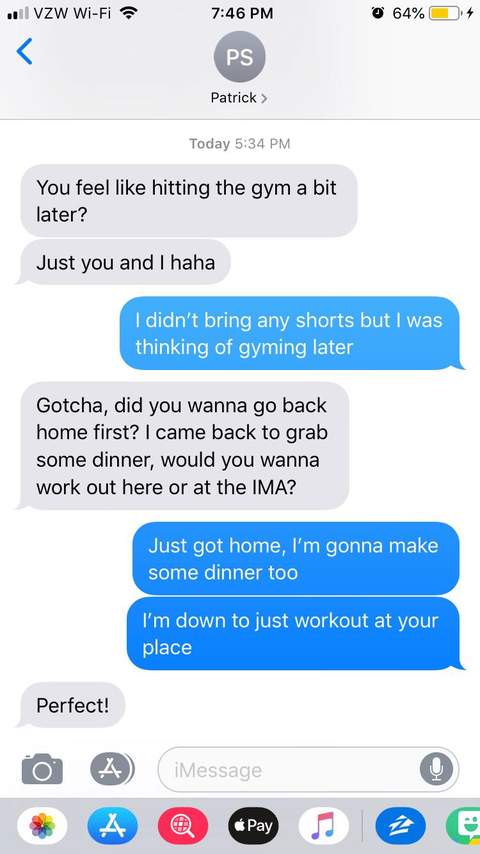 VZW Wi-Fi 7:46 PM 64%
PS
Patrick
Today 5:34 PM
You feel like hitting the gym a bit
later?
Just you and I haha
I didn’t bring any shorts but I was
thinking of gyming later
Gotcha, did you wanna go back
home first? I came back to grab
some dinner, would you wanna
work out here or at the IMA?
Just got home, I’m gonna make
some dinner too
I’m down to just workout at your
place
Perfect!
iMessage
Pay